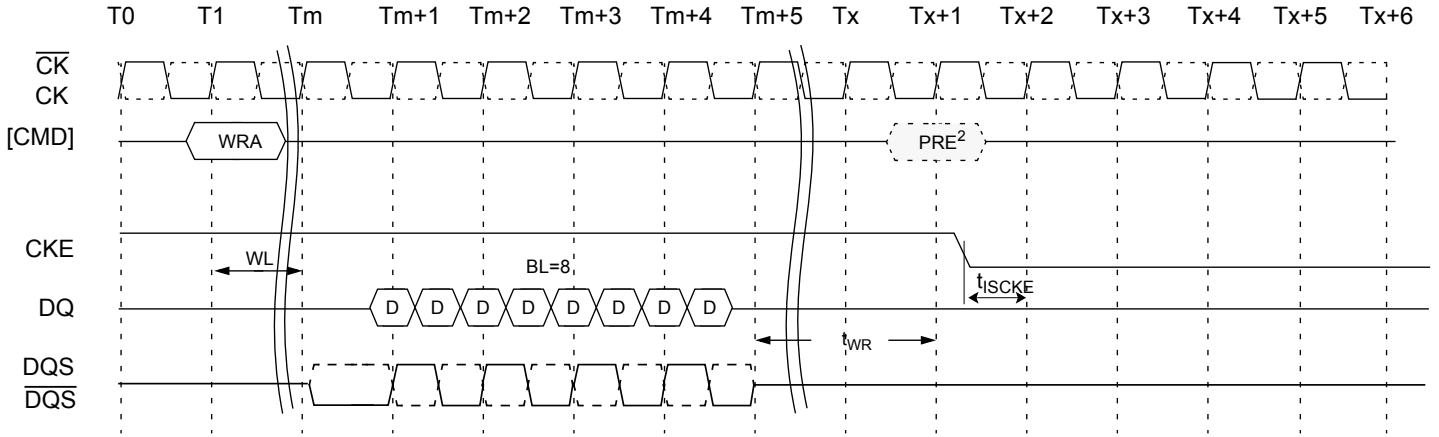 T0 T1 Tm Tm+1 Tm+2 Tm+3 Tm+4 Tm+5 Tx Tx+1 Tx+2 Tx+3 Tx+4 Tx+5 Tx+6
C̅K̅
CK
[CMD] WRA PRE²
CKE
WL BL=8
tISCKE
DQ D D D D D D D D
tWR
DQS
D̅Q̅S̅